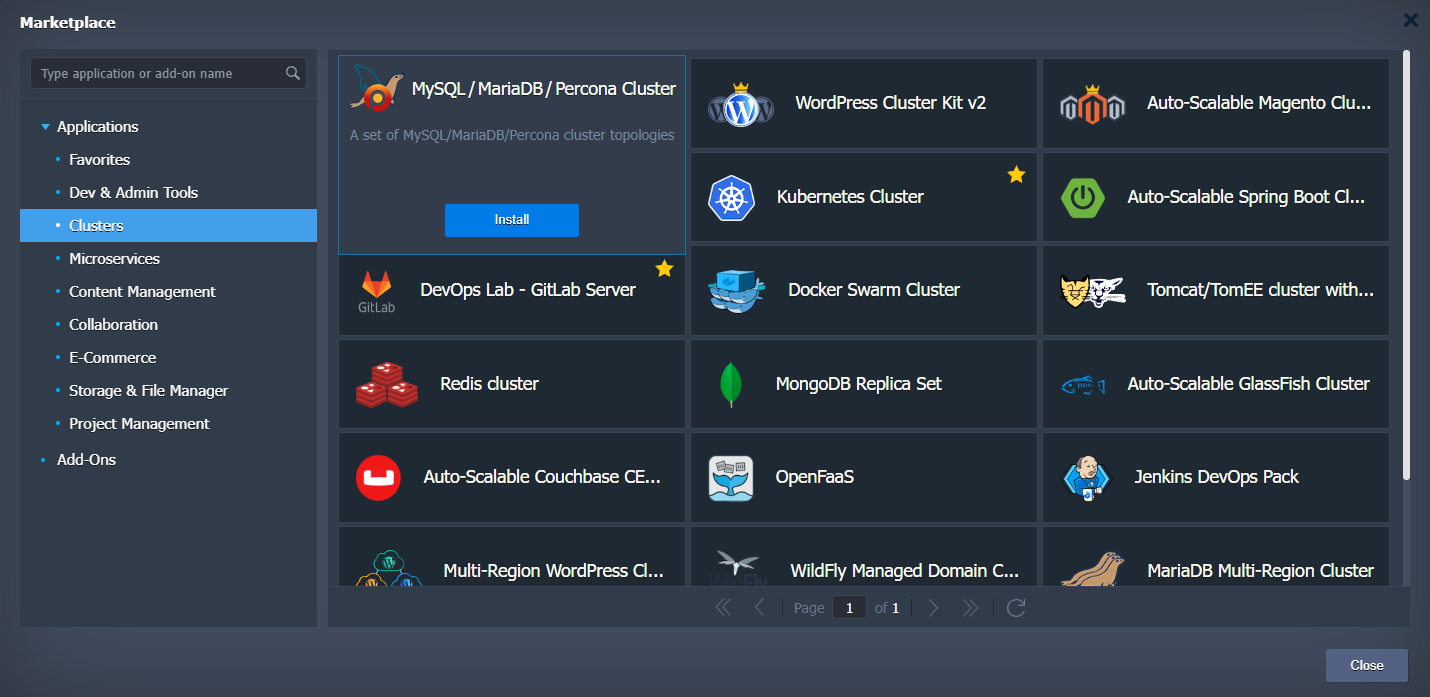 Marketplace
Type application or add-on name
Applications
Favorites
Dev & Admin Tools
Clusters
Microservices
Content Management
Collaboration
E-Commerce
Storage & File Manager
Project Management
Add-Ons
MySQL / MariaDB / Percona Cluster
A set of MySQL/MariaDB/Percona cluster topologies
Install
WordPress Cluster Kit v2
Auto-Scalable Magento Clu...
Kubernetes Cluster
Auto-Scalable Spring Boot Cl...
GitLab
DevOps Lab - GitLab Server
Docker Swarm Cluster
Tomcat/TomEE cluster with...
Redis cluster
MongoDB Replica Set
Auto-Scalable GlassFish Cluster
Auto-Scalable Couchbase CE...
OpenFaaS
Jenkins DevOps Pack
Multi-Region WordPress Cl...
WildFly
WildFly Managed Domain C...
MariaDB Multi-Region Cluster
Page 1 of 1
Close